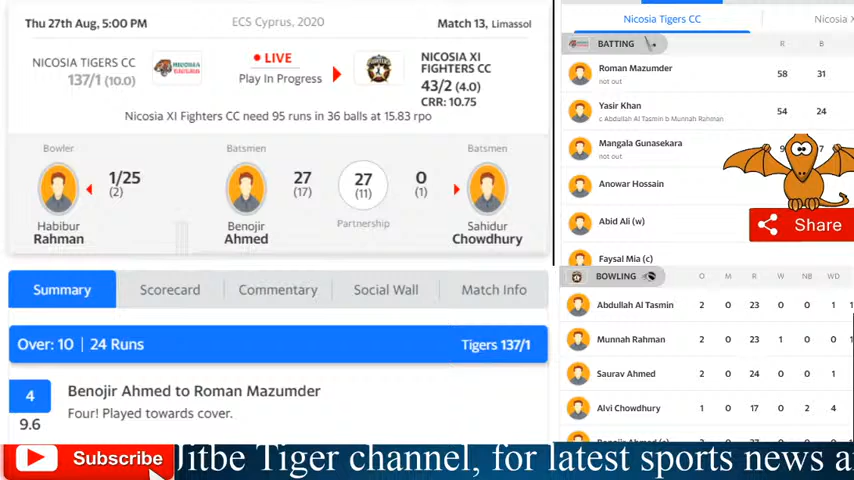 Thu 27th Aug, 5:00 PM
ECS Cyprus, 2020
Match 13, Limassol
NICOSIA TIGERS CC
137/1 (10.0)
LIVE
Play In Progress
NICOSIA XI
FIGHTERS CC
43/2 (4.0)
CRR: 10.75
Nicosia XI Fighters CC need 95 runs in 36 balls at 15.83 rpo
Bowler
Batsmen
Batsmen
1/25
(2)
27
(17)
27
(11)
0
(1)
Partnership
Habibur
Rahman
Benojir
Ahmed
Sahidur
Chowdhury
Summary
Scorecard
Commentary
Social Wall
Match Info
Over: 10 | 24 Runs
Tigers 137/1
4
9.6
Benojir Ahmed to Roman Mazumder
Four! Played towards cover.
Nicosia Tigers CC
Nicosia X
BATTING R B
Roman Mazumder 58 31
not out
Yasir Khan 54 24
c Abdullah Al Tasmin b Munnah Rahman
Mangala Gunasekara 9 7
not out
Anowar Hossain
Abid Ali (w)
Share
Faysal Mia (c)
BOWLING O M R W NB WD
Abdullah Al Tasmin 2 0 23 0 0 1
Munnah Rahman 2 0 23 1 0 0
Saurav Ahmed 2 0 24 0 0 1
Alvi Chowdhury 1 0 17 0 2 4
Subscribe
Jitbe Tiger channel, for latest sports news a